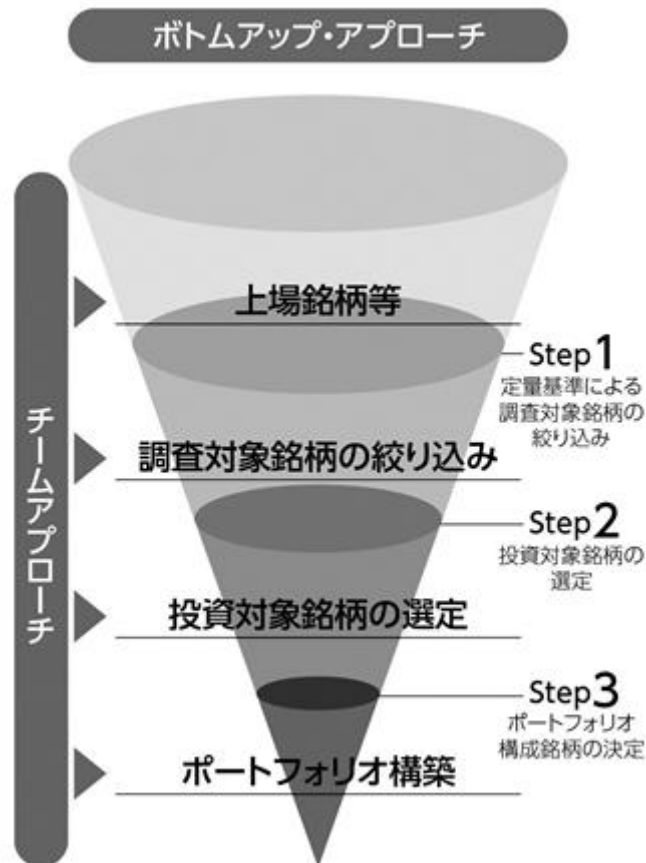 ボトムアップ・アプローチ
チームアプローチ
上場銘柄等
Step1
定量基準による
調査対象銘柄の
絞り込み
調査対象銘柄の絞り込み
Step2
投資対象銘柄の
選定
投資対象銘柄の選定
Step3
ポートフォリオ
構成銘柄の決定
ポートフォリオ構築